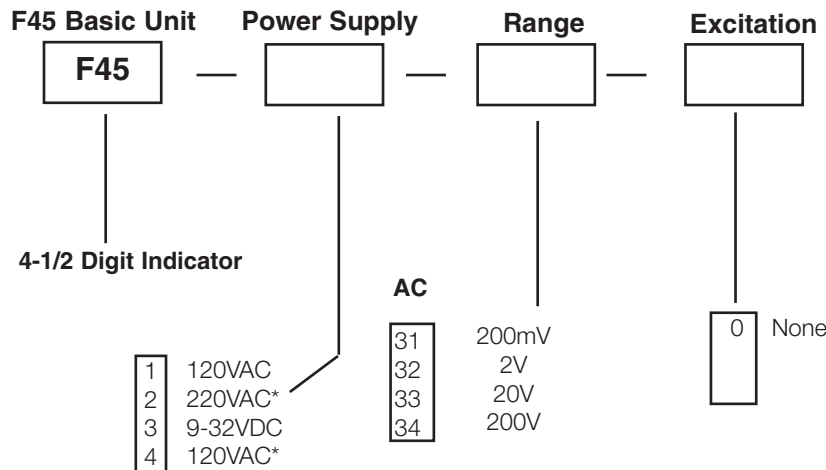 F45 Basic Unit Power Supply Range Excitation
F45 — — —
4-1/2 Digit Indicator
AC
1 120VAC
2 220VAC*
3 9-32VDC
4 120VAC*
31 200mV
32 2V
33 20V
34 200V
0 None